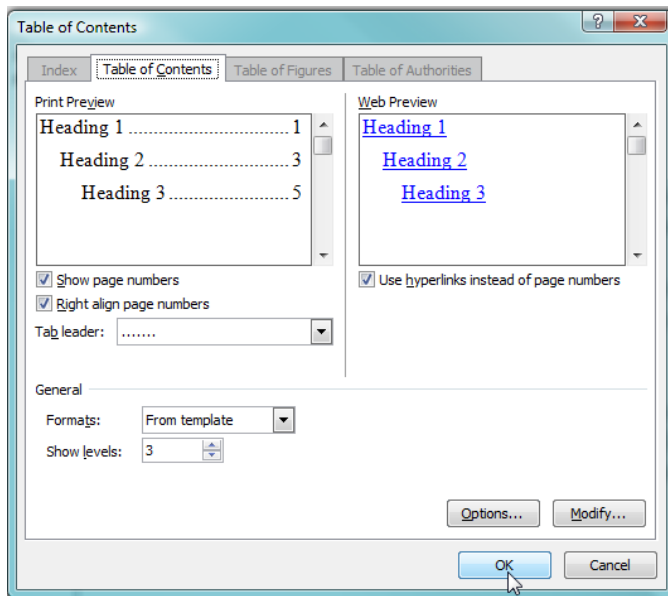 Table of Contents
Index Table of Contents Table of Figures Table of Authorities
Print Preview
Heading 1 .................................. 1
Heading 2 ............................. 3
Heading 3 ......................... 5
Web Preview
Heading 1
Heading 2
Heading 3
Show page numbers
Right align page numbers
Tab leader: .......
Use hyperlinks instead of page numbers
General
Formats: From template
Show levels: 3
Options... Modify...
OK Cancel